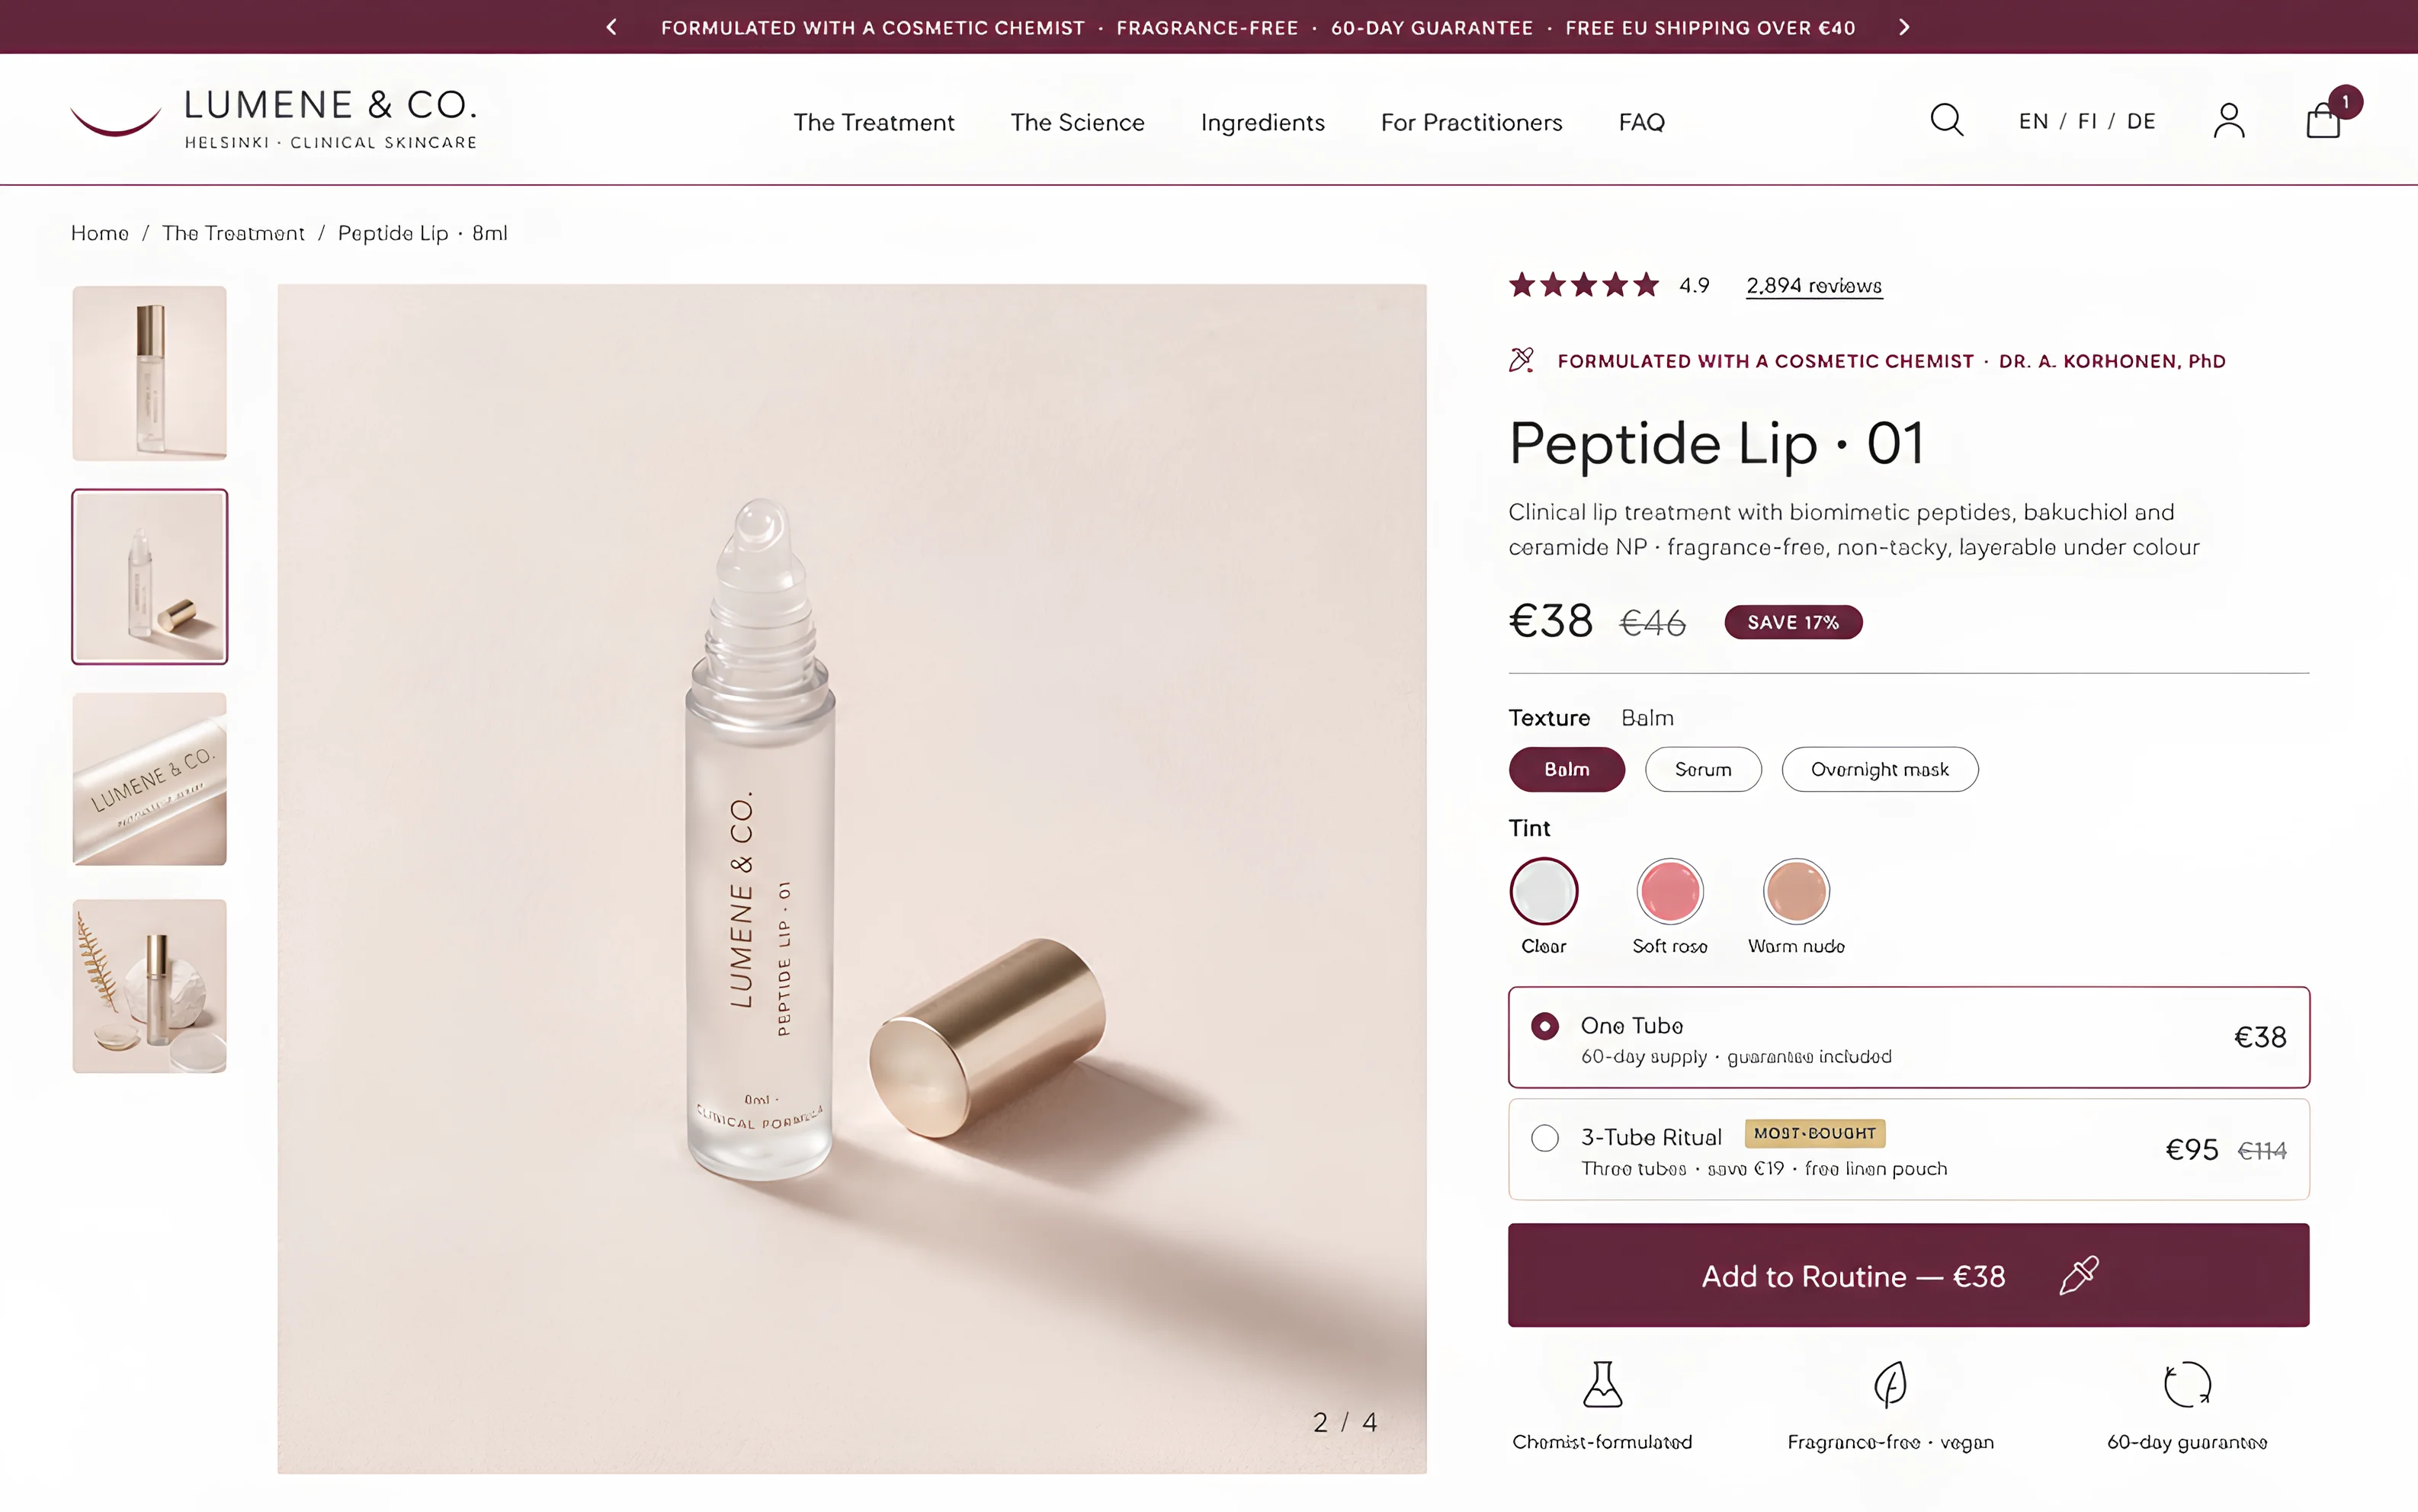 FORMULATED WITH A COSMETIC CHEMIST · FRAGRANCE-FREE · 60-DAY GUARANTEE · FREE EU SHIPPING OVER €40
LUMENE & CO.
HELSINKI · CLINICAL SKINCARE
The Treatment
The Science
Ingredients
For Practitioners
FAQ
EN / FI / DE
1
Home / The Treatment / Peptide Lip · 8ml
4.9
2,894 reviews
FORMULATED WITH A COSMETIC CHEMIST · DR. A. KORHONEN, PhD
Peptide Lip · 01
Clinical lip treatment with biomimetic peptides, bakuchiol and
ceramide NP · fragrance-free, non-tacky, layerable under colour
€38 €46 SAVE 17%
Texture Balm
Balm
Serum
Overnight mask
Tint
Clear
Soft rose
Warm nude
One Tube
60-day supply · guarantee included
€38
3-Tube Ritual MOST-BOUGHT
Three tubes · save €19 · free linen pouch
€95 €114
Add to Routine — €38
Chemist-formulated
Fragrance-free · vegan
60-day guarantee
LUMENE & CO.
LUMENE & CO.
PEPTIDE LIP · 01
CLINICAL
2 / 4